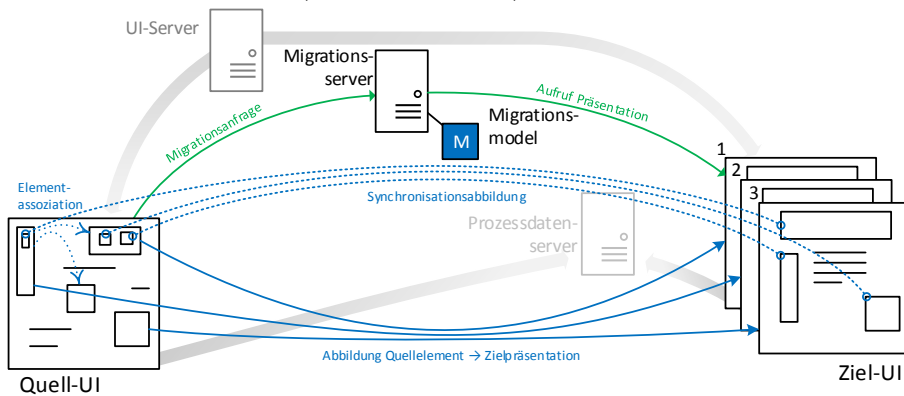 UI-Server
Migrations-
server
Migrationsanfrage
Aufruf Präsentation
Migrations-
model
M
1
2
3
Element-
assoziation
Synchronisationsabbildung
Prozessdaten-
server
Abbildung Quellelement → Zielpräsentation
Quell-UI
Ziel-UI